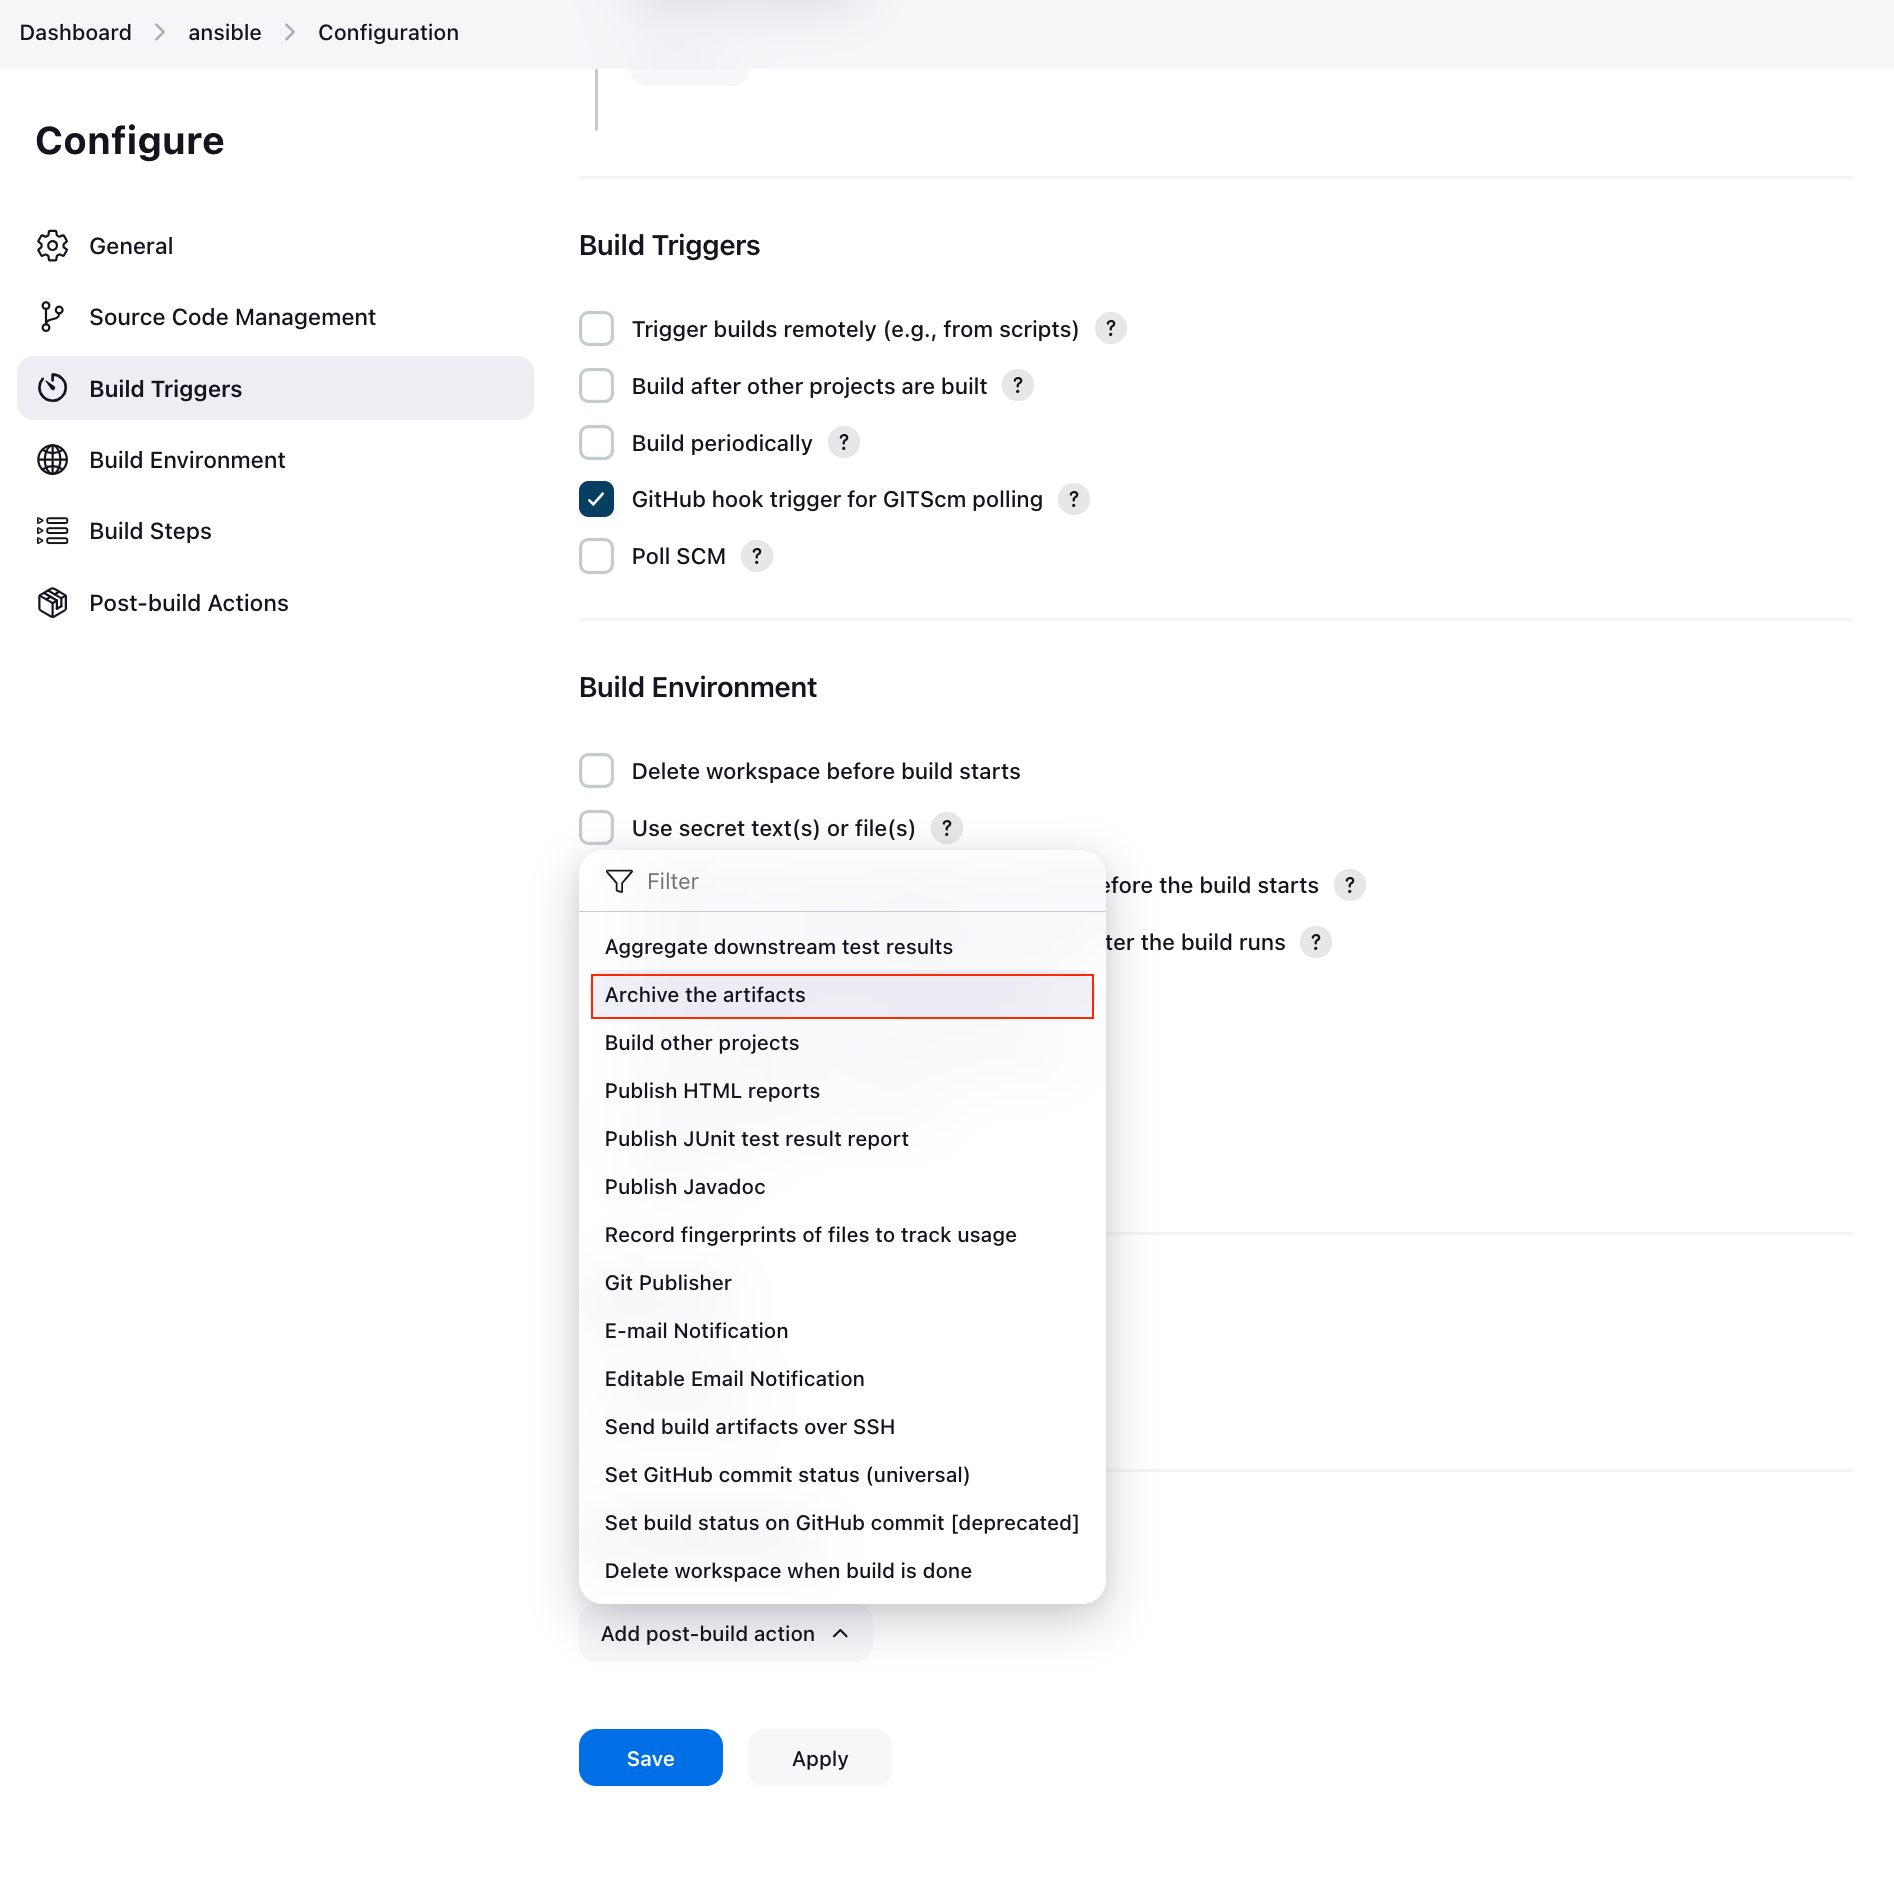 Dashboard > ansible > Configuration
Configure
General
Source Code Management
Build Triggers
Build Environment
Build Steps
Post-build Actions
Build Triggers
Trigger builds remotely (e.g., from scripts) ?
Build after other projects are built ?
Build periodically ?
GitHub hook trigger for GITScm polling ?
Poll SCM ?
Build Environment
Delete workspace before build starts
Use secret text(s) or file(s) ?
efore the build starts ?
ter the build runs ?
Filter
Aggregate downstream test results
Archive the artifacts
Build other projects
Publish HTML reports
Publish JUnit test result report
Publish Javadoc
Record fingerprints of files to track usage
Git Publisher
E-mail Notification
Editable Email Notification
Send build artifacts over SSH
Set GitHub commit status (universal)
Set build status on GitHub commit [deprecated]
Delete workspace when build is done
Add post-build action
Save
Apply